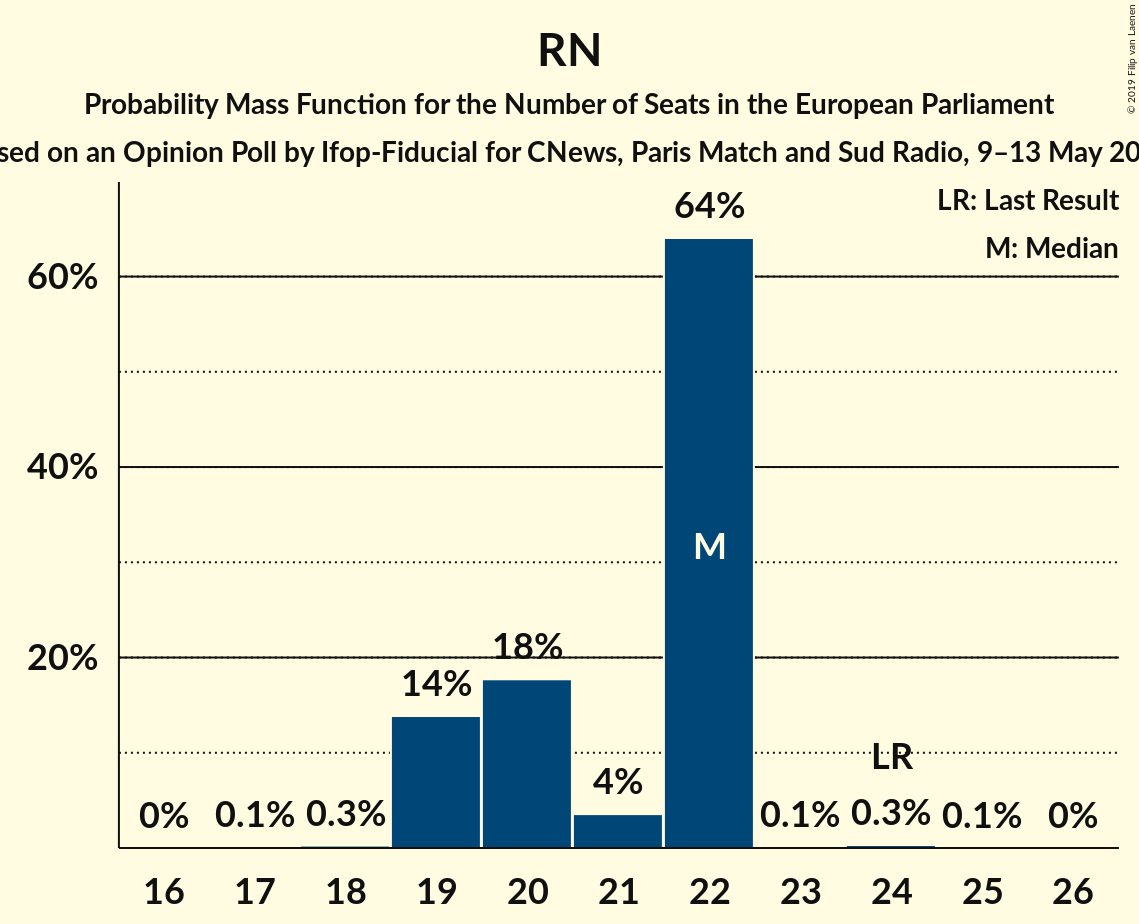 RN
Probability Mass Function for the Number of Seats in the European Parliament
sed on an Opinion Poll by Ifop-Fiducial for CNews, Paris Match and Sud Radio, 9–13 May 20
© 2019 Filip van Laenen
LR: Last Result
M: Median
60%
40%
20%
0%
0.1%
0.3%
14%
18%
4%
64%
M
0.1%
LR
0.3%
0.1%
0%
16 17 18 19 20 21 22 23 24 25 26